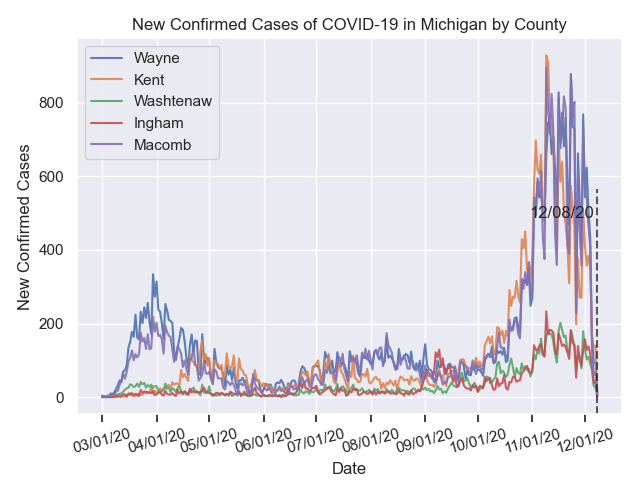 New Confirmed Cases of COVID-19 in Michigan by County
Wayne
Kent
Washtenaw
Ingham
Macomb
800
600
400
200
0
New Confirmed Cases
12/08/20
03/01/20 04/01/20 05/01/20 06/01/20 07/01/20 08/01/20 09/01/20 10/01/20 11/01/20 12/01/20
Date